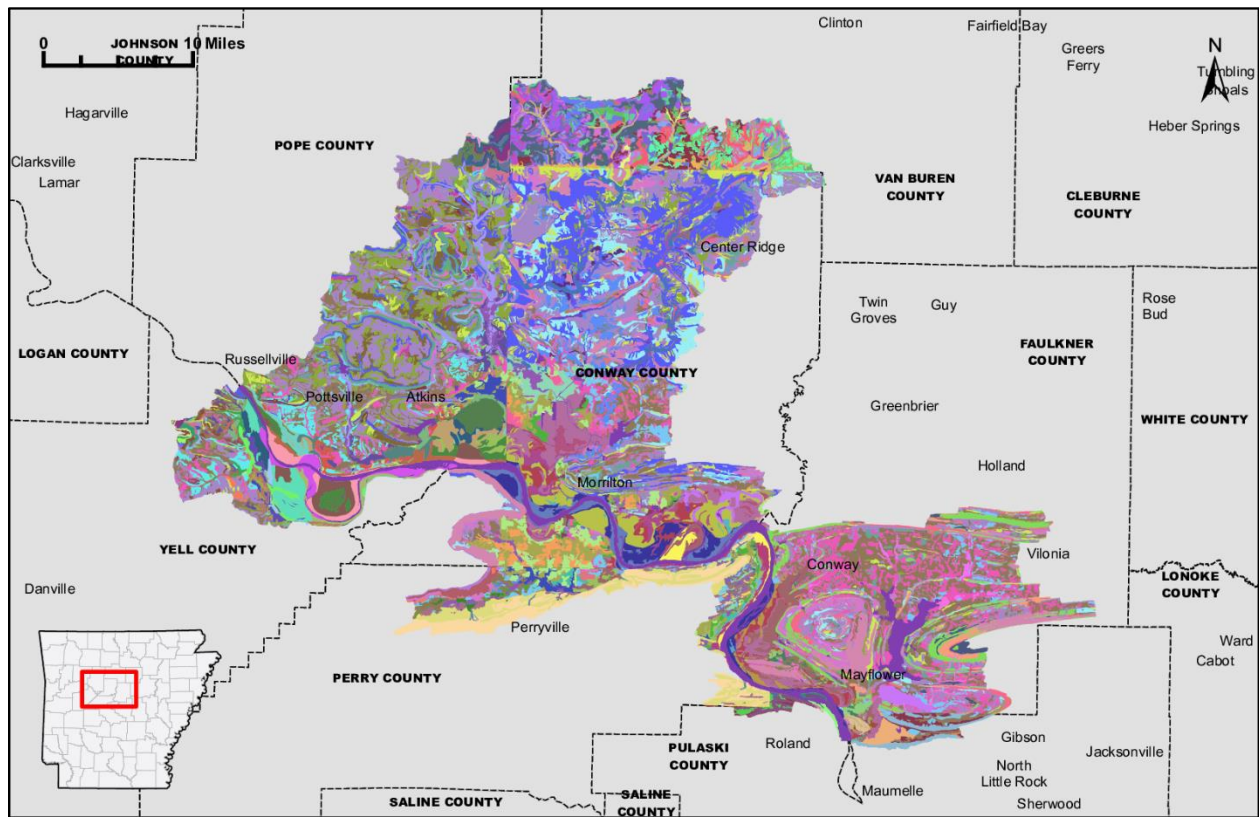 Clinton
Fairfield Bay
0
JOHNSON
COUNTY
10 Miles
Greers
Ferry
N
Tumbling
Shoals
Hagarville
Heber Springs
POPE COUNTY
Clarksville
Lamar
VAN BUREN
COUNTY
CLEBURNE
COUNTY
Center Ridge
Twin
Groves
Guy
Rose
Bud
LOGAN COUNTY
Russellville
FAULKNER
COUNTY
CONWAY COUNTY
Pottsville
Atkins
Greenbrier
WHITE COUNTY
Holland
Morrilton
YELL COUNTY
Vilonia
Conway
Danville
LONOKE
COUNTY
Perryville
Ward
Cabot
PERRY COUNTY
Mayflower
PULASKI
COUNTY
Roland
Gibson
Jacksonville
North
Little Rock
Maumelle
Sherwood
SALINE COUNTY
SALINE
COUNTY